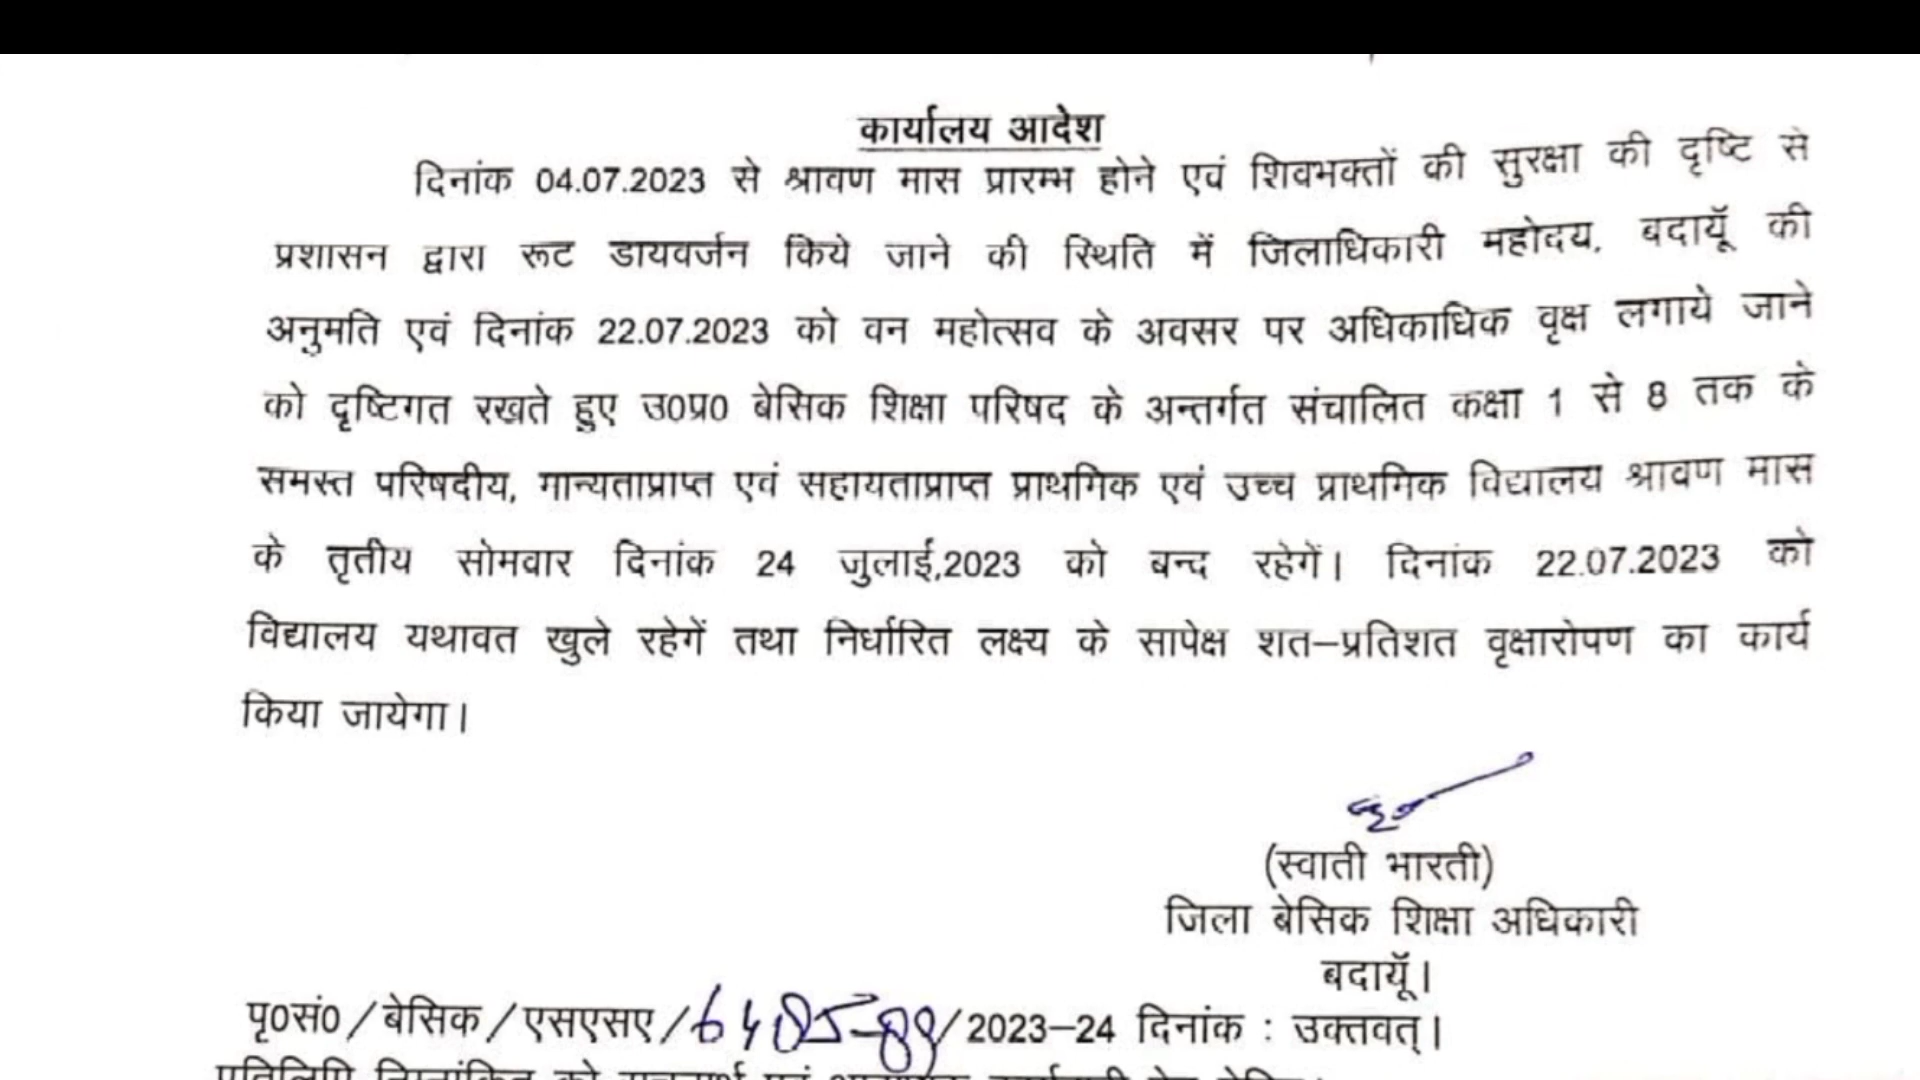 कार्यालय आदेश
दिनांक 04.07.2023 से श्रावण मास प्रारम्भ होने एवं शिवभक्तों की सुरक्षा की दृष्टि से
प्रशासन द्वारा रूट डायवर्जन किये जाने की स्थिति में जिलाधिकारी महोदय, बदायूँ की
अनुमति एवं दिनांक 22.07.2023 को वन महोत्सव के अवसर पर अधिकाधिक वृक्ष लगाये जाने
को दृष्टिगत रखते हुए उ0प्र0 बेसिक शिक्षा परिषद के अन्तर्गत संचालित कक्षा 1 से 8 तक के
समस्त परिषदीय, मान्यताप्राप्त एवं सहायताप्राप्त प्राथमिक एवं उच्च प्राथमिक विद्यालय श्रावण मास
के तृतीय सोमवार दिनांक 24 जुलाई,2023 को बन्द रहेगें। दिनांक 22.07.2023 को
विद्यालय यथावत खुले रहेगें तथा निर्धारित लक्ष्य के सापेक्ष शत–प्रतिशत वृक्षारोपण का कार्य
किया जायेगा।
(स्वाती भारती)
जिला बेसिक शिक्षा अधिकारी
बदायूँ।
पृ0सं0/बेसिक/एसएसए/6485-89/2023–24 दिनांक : उक्तवत्।